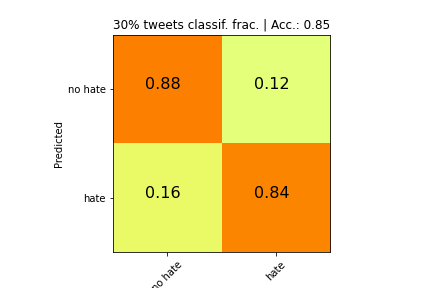 30% tweets classif. frac. | Acc.: 0.85
no hate
0.88
0.12
Predicted
hate
0.16
0.84
no hate
hate